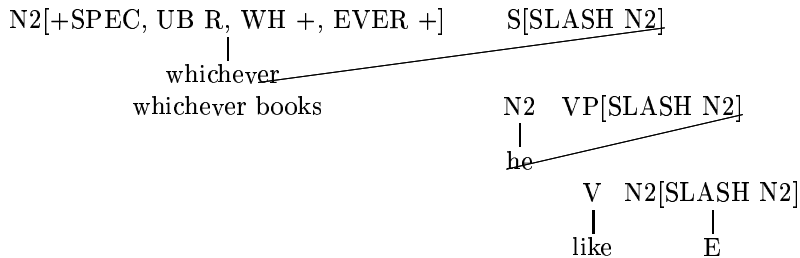 N2[+SPEC, UB R, WH +, EVER +] S[SLASH N2]
whichever
whichever books
N2 VP[SLASH N2]
he
V N2[SLASH N2]
like E